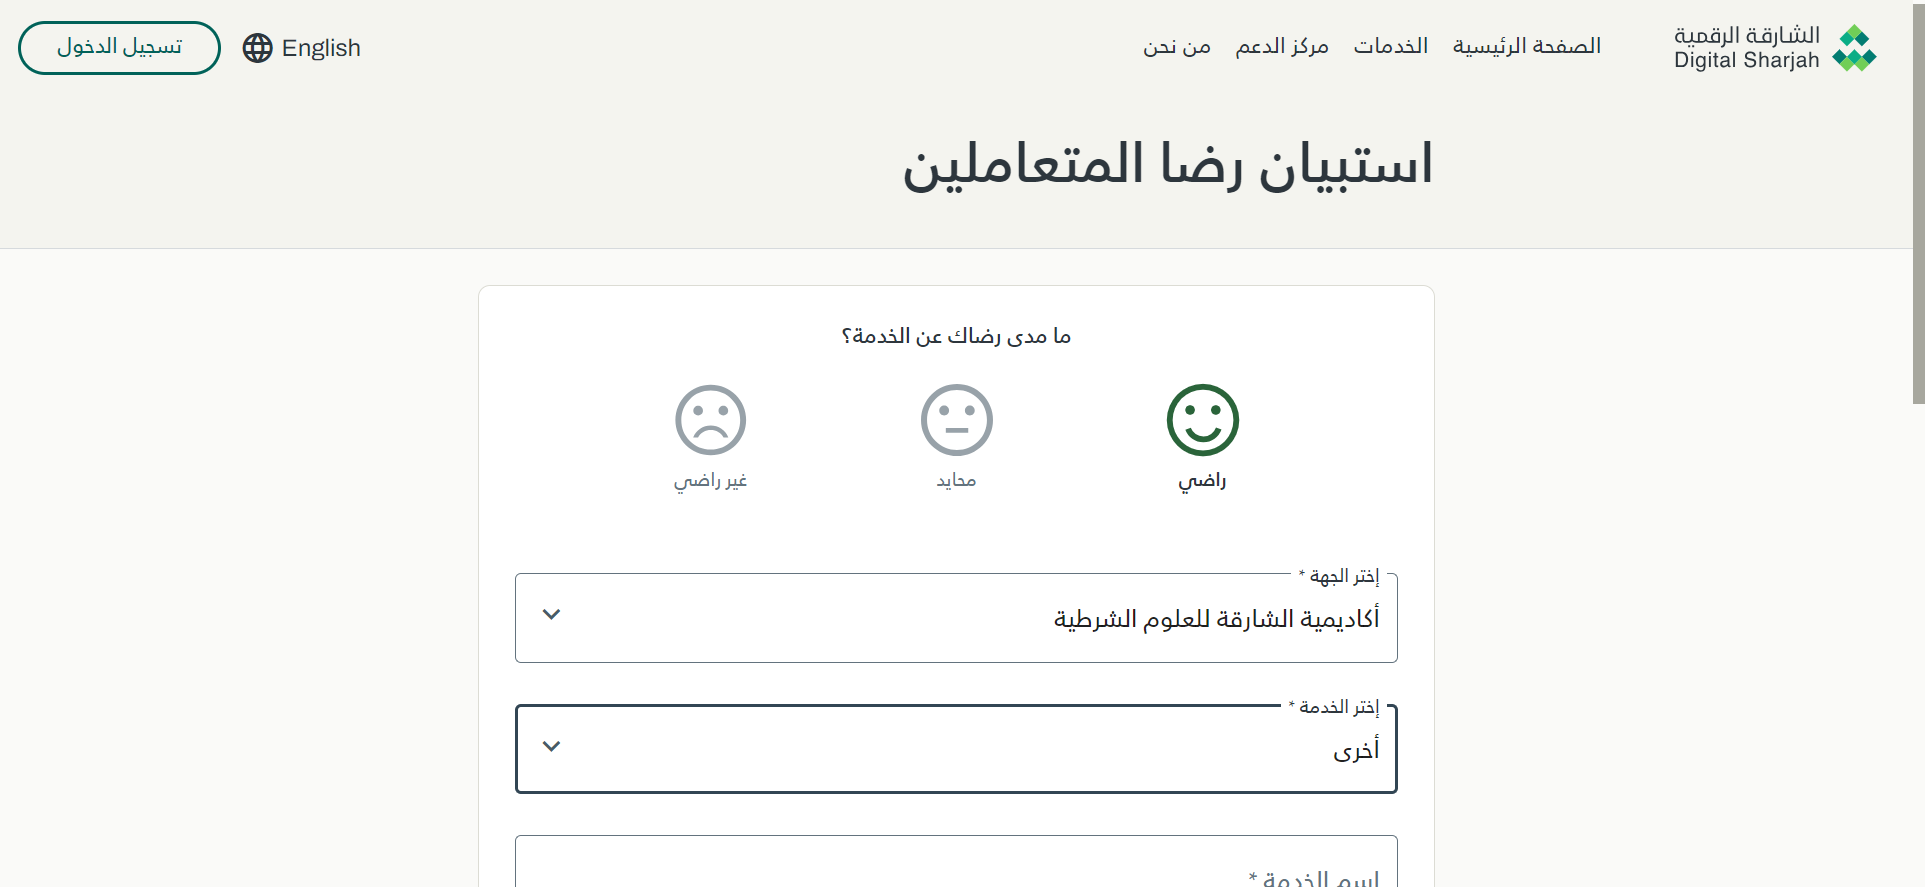 الشارقة الرقمية
Digital Sharjah
الصفحة الرئيسية
الخدمات
مركز الدعم
من نحن
English
تسجيل الدخول
استبيان رضا المتعاملين
ما مدى رضاك عن الخدمة؟
راضي
محايد
غير راضي
إختر الجهة *
أكاديمية الشارقة للعلوم الشرطية
إختر الخدمة *
أخرى
اسم الخدمة *